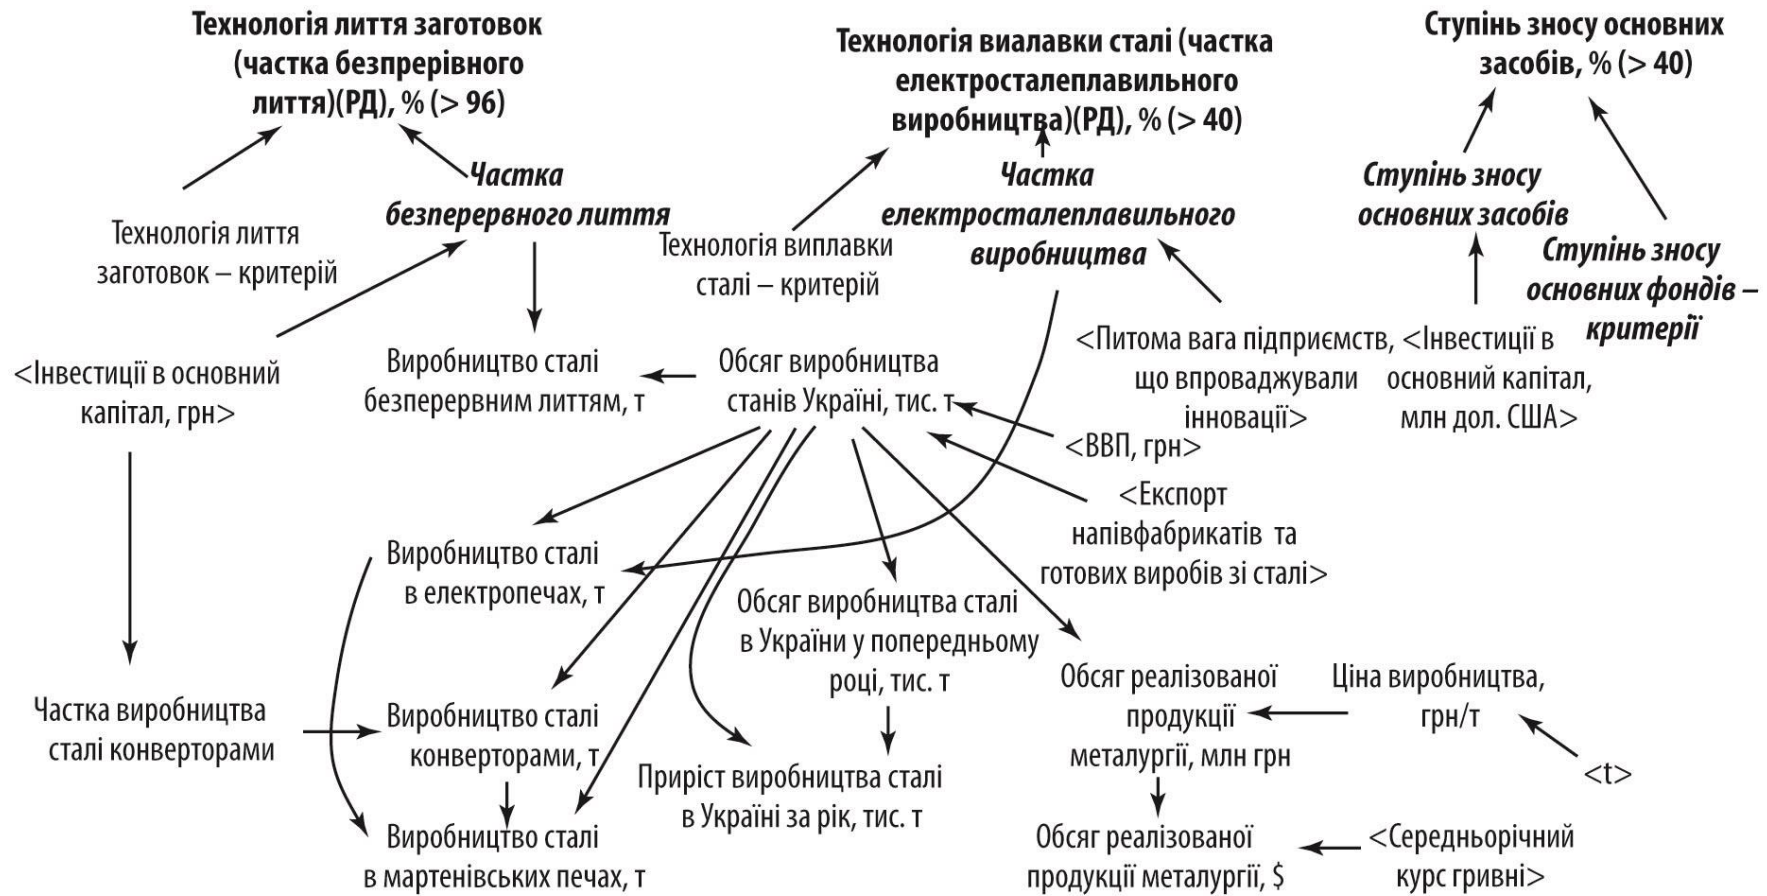 Технологія лиття заготовок
(частка безпрерівного
лиття)(РД), % (> 96)
Технологія виалавки сталі (частка
електросталеплавильного
виробництва)(РД), % (> 40)
Ступінь зносу основних
засобів, % (> 40)
Частка
безперервного лиття
Частка
електросталеплавильного
виробництва
Ступінь зносу
основних засобів
Технологія лиття
заготовок – критерій
Технологія виплавки
сталі – критерій
Ступінь зносу
основних фондів –
критерії
<Інвестиції в основний
капітал, грн>
Виробництво сталі
безперервним литтям, т
Обсяг виробництва
станів Україні, тис. т
<Питома вага підприємств,
що впроваджували
інновації>
<Інвестиції в
основний капітал,
млн дол. США>
<ВВП, грн>
<Експорт
напівфабрикатів та
готових виробів зі сталі>
Виробництво сталі
в електропечах, т
Обсяг виробництва сталі
в України у попередньому
році, тис. т
Частка виробництва
сталі конверторами
Виробництво сталі
конверторами, т
Обсяг реалізованої
продукції
металургії, млн грн
Ціна виробництва,
грн/т
<t>
Приріст виробництва сталі
в Україні за рік, тис. т
Виробництво сталі
в мартенівських печах, т
Обсяг реалізованої
продукції металургії, $
<Середньорічний
курс гривні>